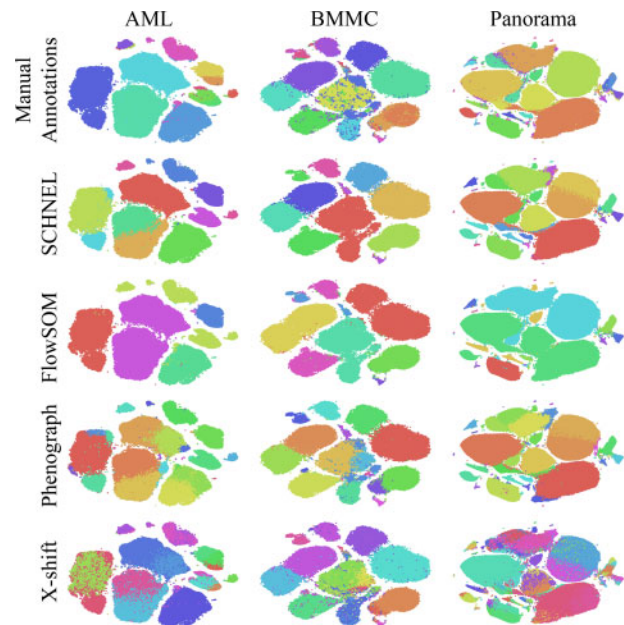 AML BMMC Panorama
Manual
Annotations
SCHNEL
FlowSOM
Phenograph
X-shift